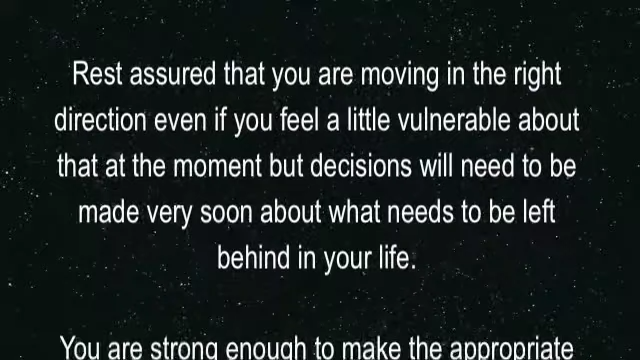 Rest assured that you are moving in the right
direction even if you feel a little vulnerable about
that at the moment but decisions will need to be
made very soon about what needs to be left
behind in your life.
You are strong enough to make the appropriate